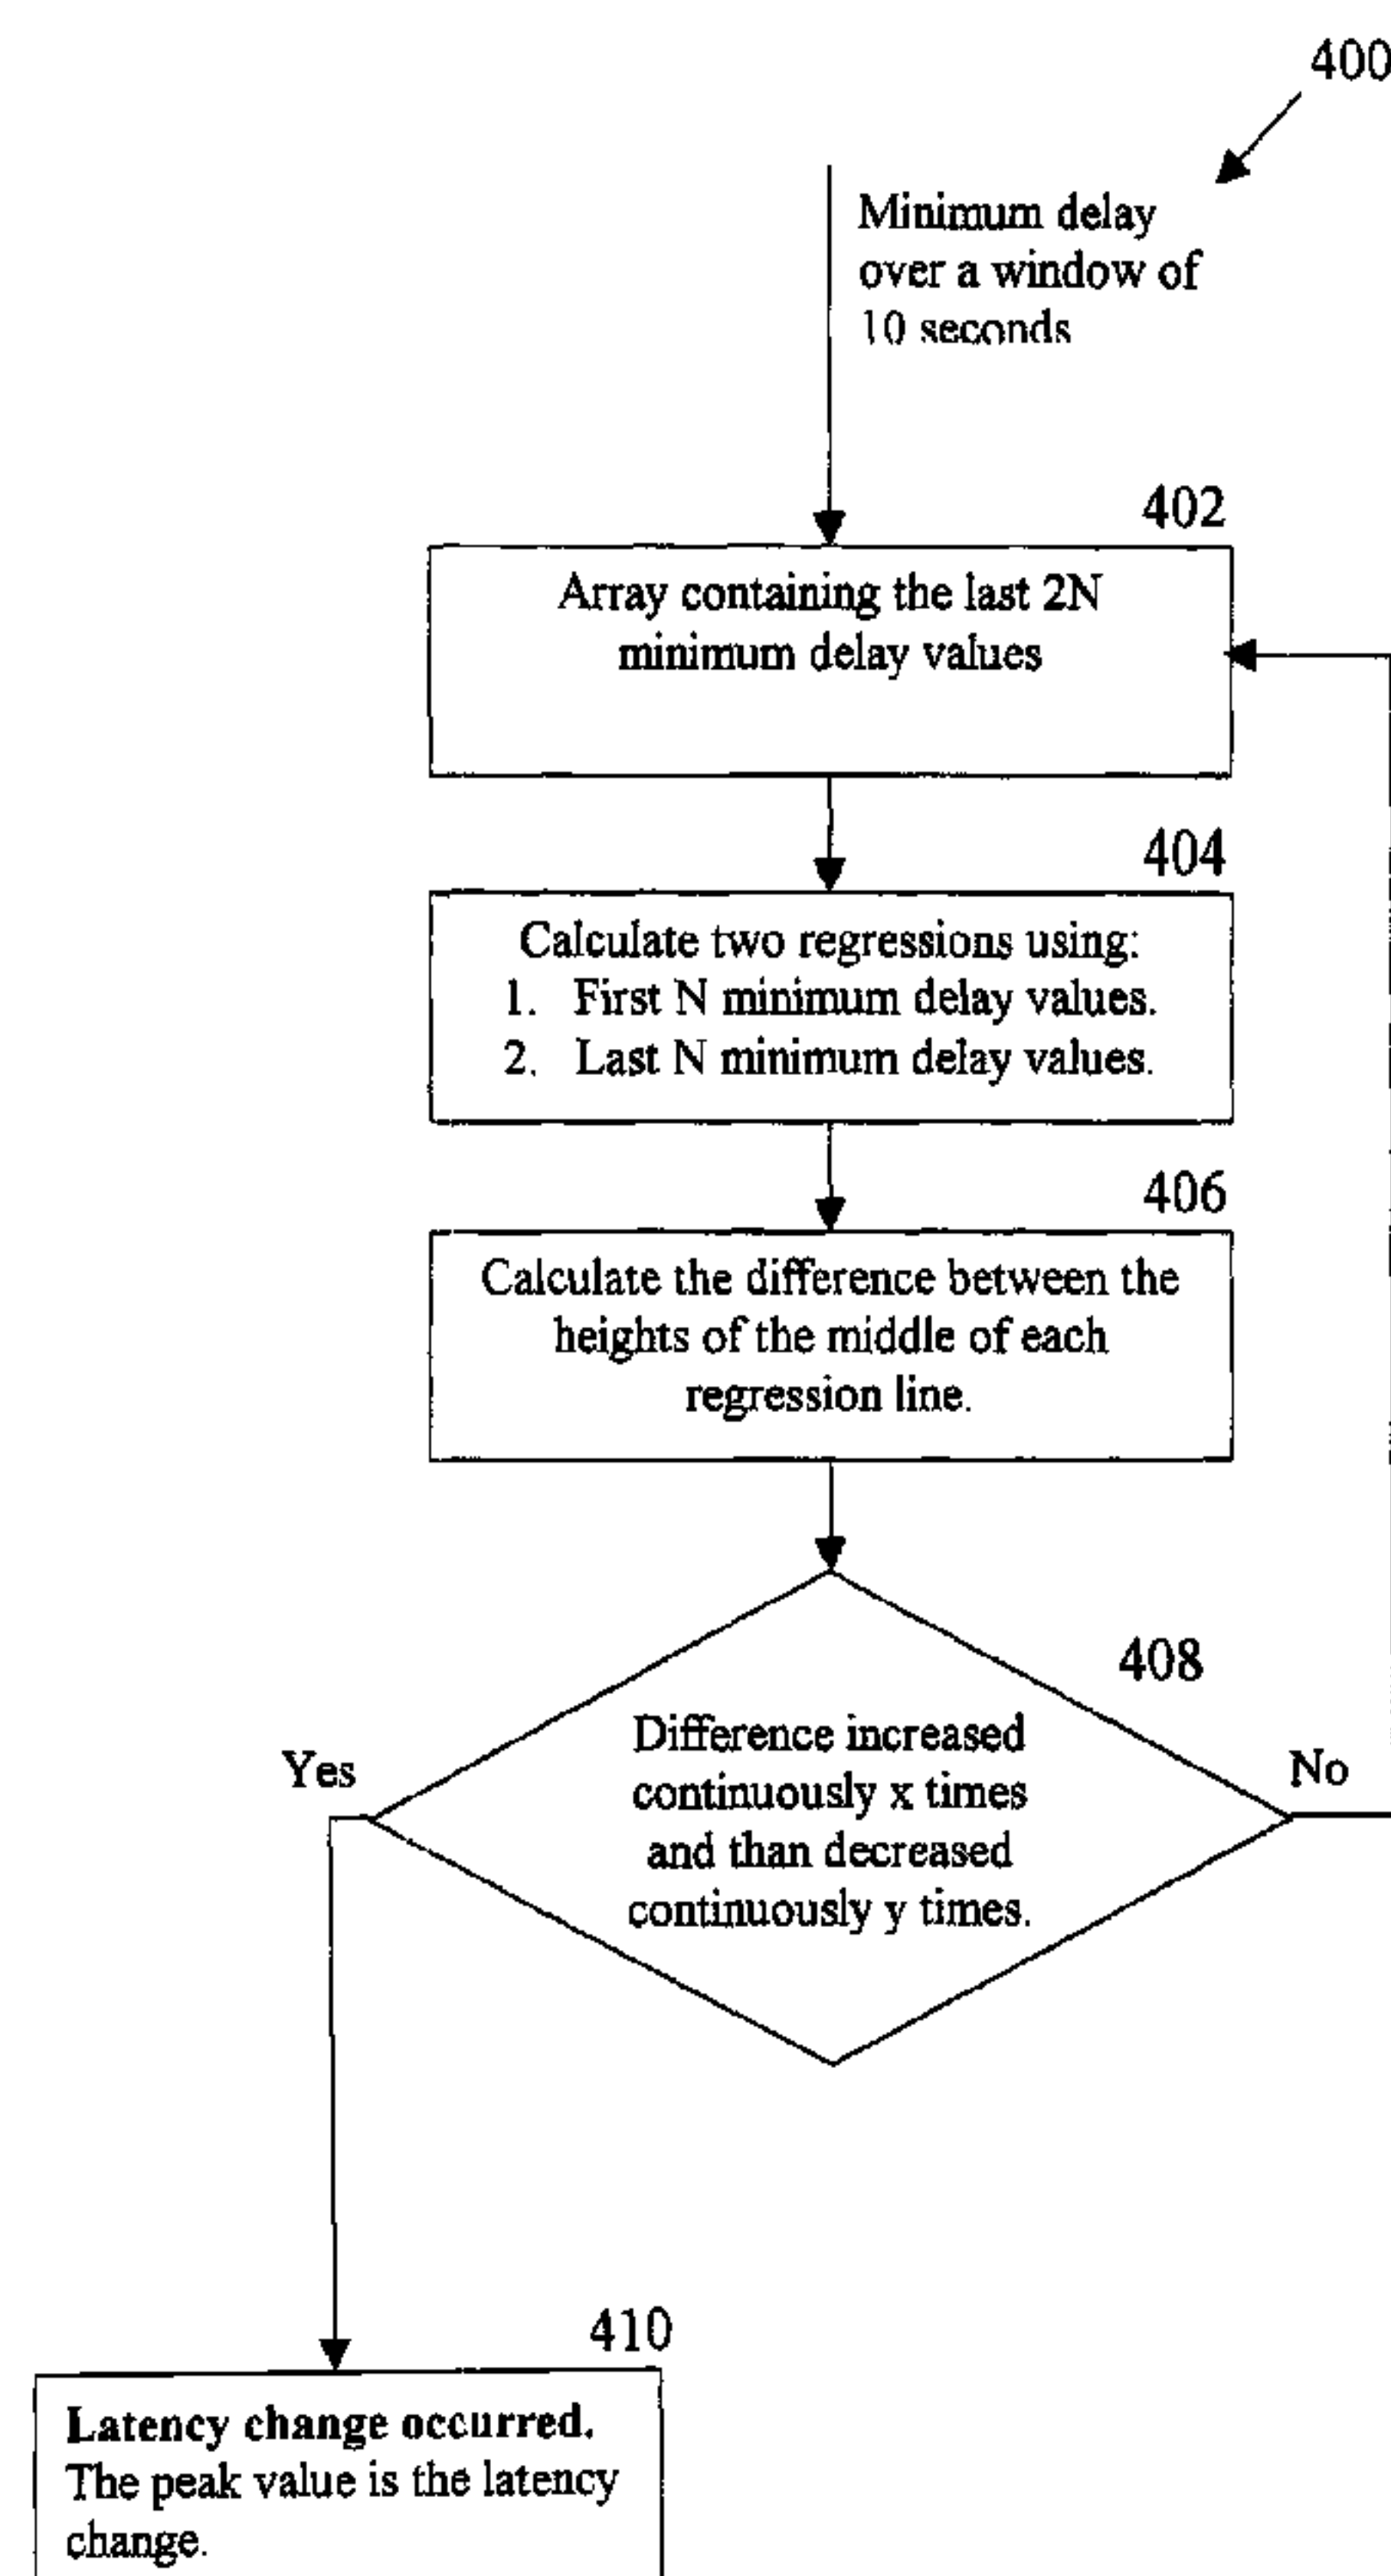 400
Minimum delay
over a window of
10 seconds
402
Array containing the last 2N
minimum delay values
404
Calculate two regressions using:
1. First N minimum delay values.
2. Last N minimum delay values.
406
Calculate the difference between the
heights of the middle of each
regression line.
408
Difference increased
continuously x times
and than decreased
continuously y times.
Yes
No
410
Latency change occurred.
The peak value is the latency
change.